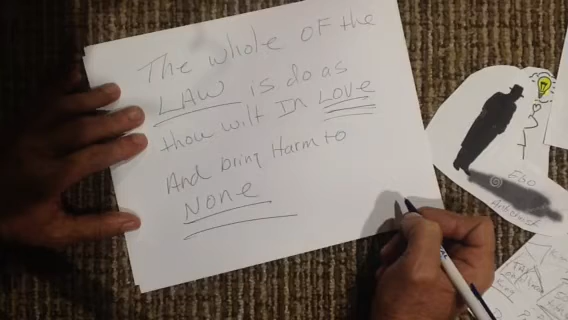 The whole OF the
LAW is do as
thou wilt In Love
And bring Harm to
None
Ego